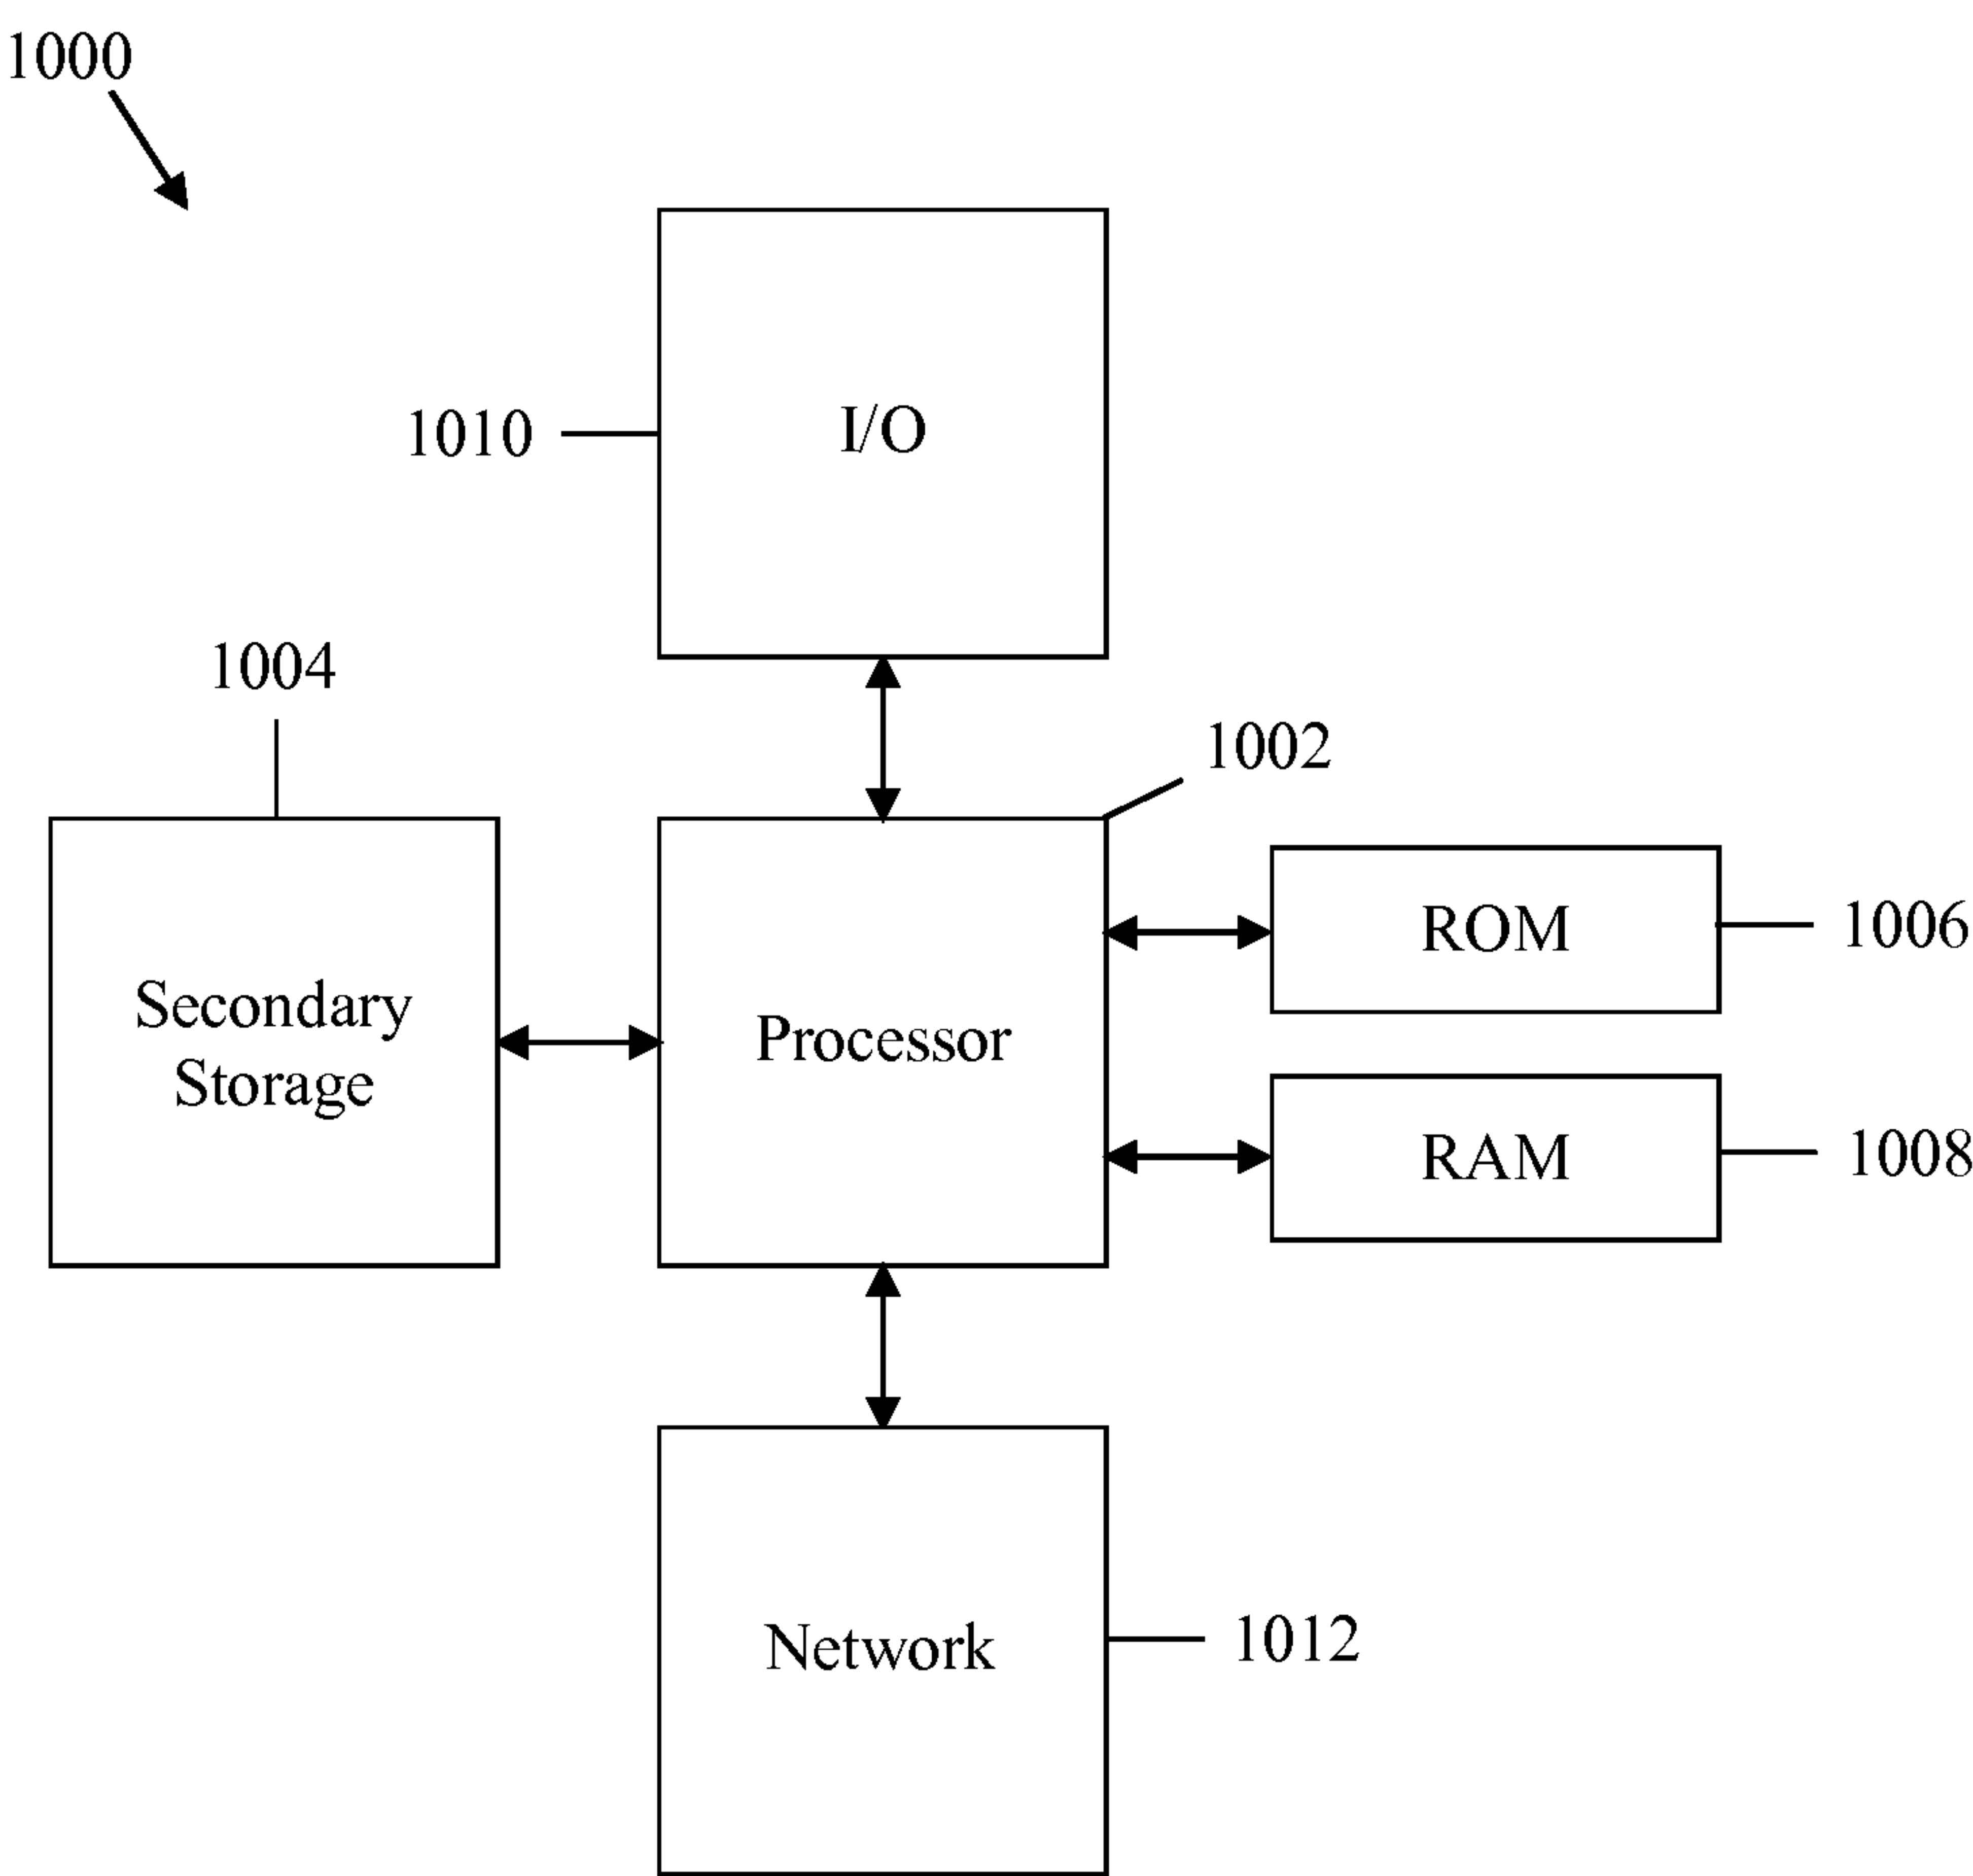 1000
I/O
1010
1004
1002
ROM
1006
Secondary
Storage
Processor
RAM
1008
Network
1012